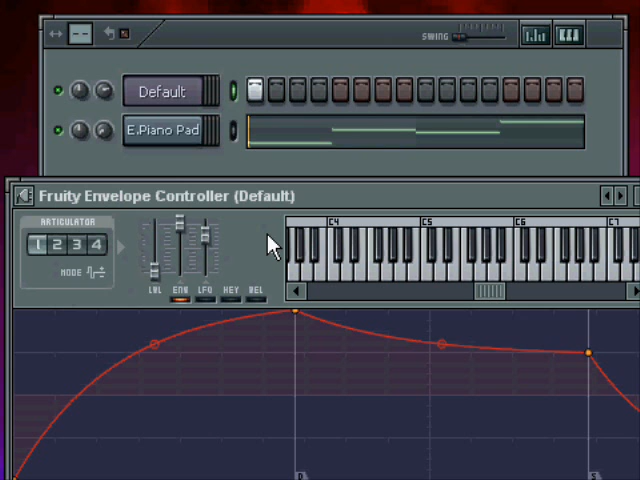 SWING
Default
E.Piano Pad
Fruity Envelope Controller (Default)
ARTICULATOR
1 2 3 4
MODE
LVL ENV LFO KEY VEL
C4 C5 C6 C7
D
S